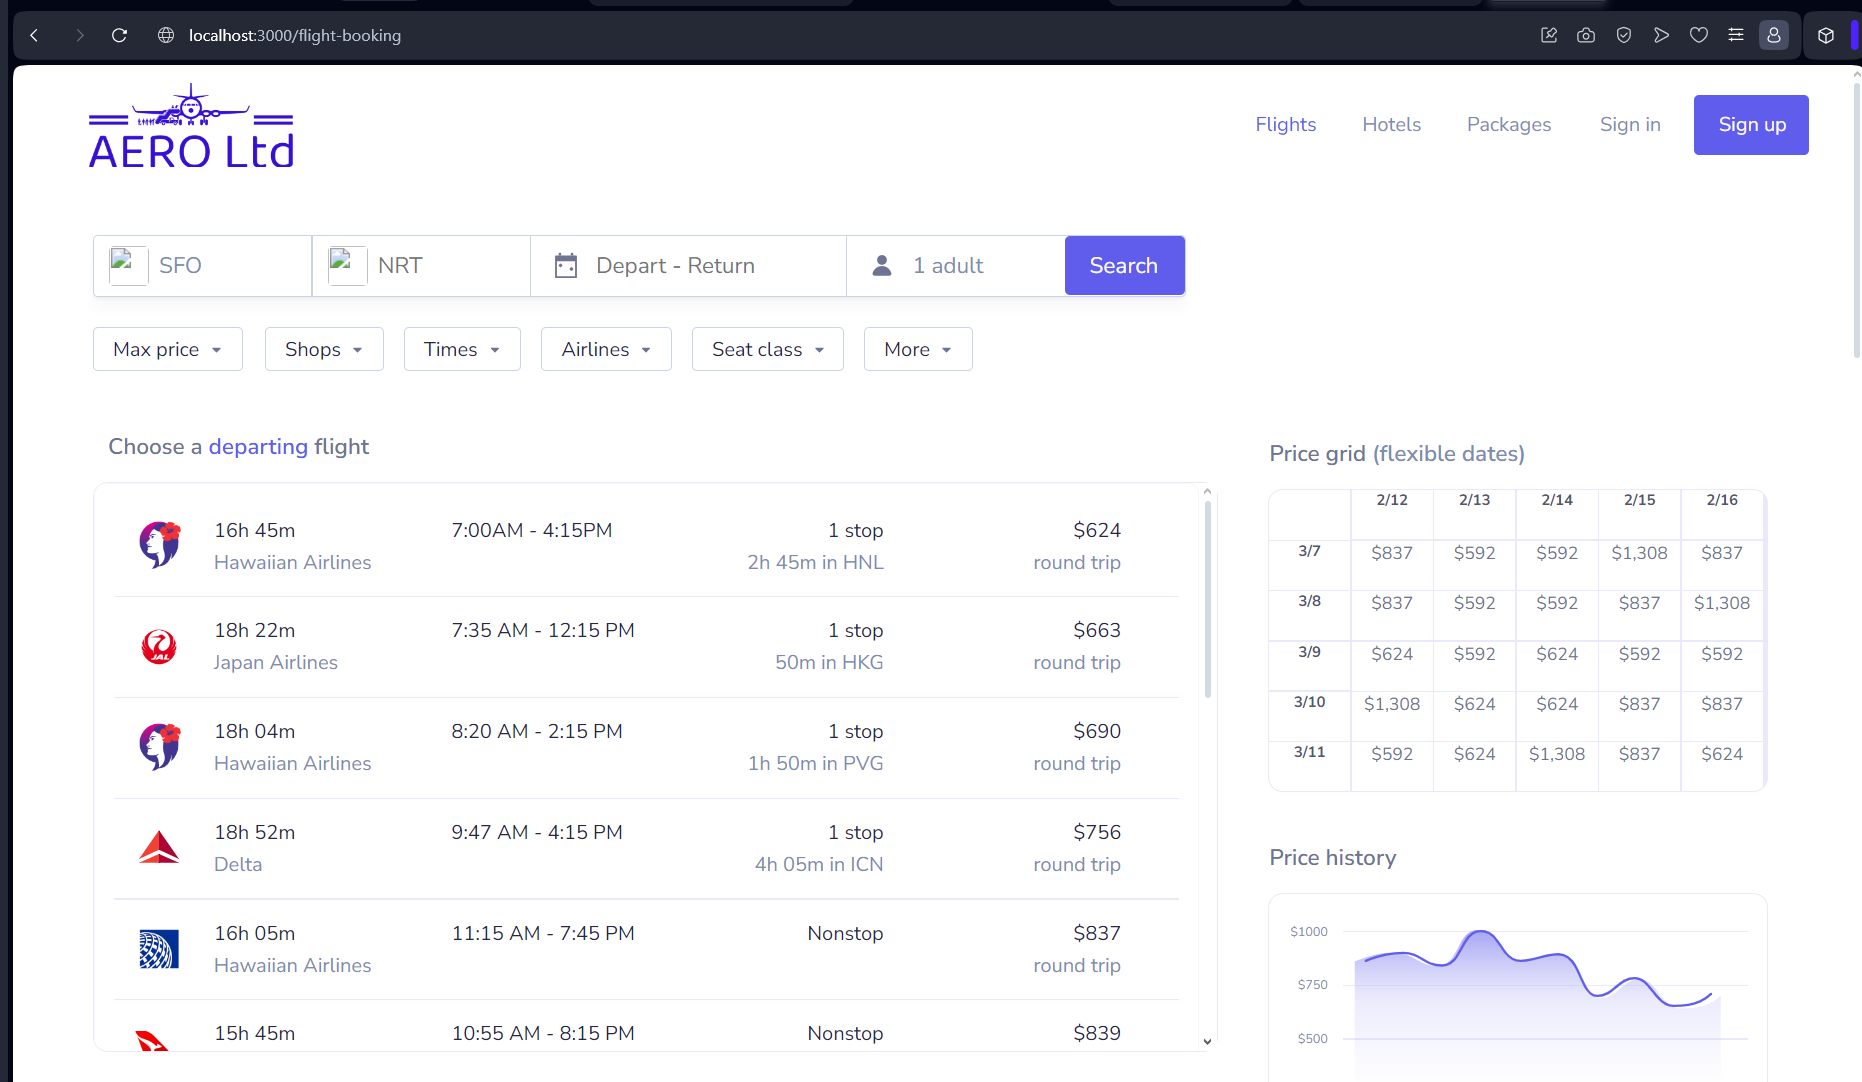 localhost:3000/flight-booking
AERO Ltd
Flights Hotels Packages Sign in Sign up
SFO NRT Depart - Return 1 adult Search
Max price Shops Times Airlines Seat class More
Choose a departing flight
16h 45m 7:00AM - 4:15PM 1 stop $624
Hawaiian Airlines 2h 45m in HNL round trip
JAL
18h 22m 7:35 AM - 12:15 PM 1 stop $663
Japan Airlines 50m in HKG round trip
18h 04m 8:20 AM - 2:15 PM 1 stop $690
Hawaiian Airlines 1h 50m in PVG round trip
18h 52m 9:47 AM - 4:15 PM 1 stop $756
Delta 4h 05m in ICN round trip
16h 05m 11:15 AM - 7:45 PM Nonstop $837
Hawaiian Airlines round trip
15h 45m 10:55 AM - 8:15 PM Nonstop $839
Price grid (flexible dates)
2/12 2/13 2/14 2/15 2/16
3/7 $837 $592 $592 $1,308 $837
3/8 $837 $592 $592 $837 $1,308
3/9 $624 $592 $624 $592 $592
3/10 $1,308 $624 $624 $837 $837
3/11 $592 $624 $1,308 $837 $624
Price history
$1000
$750
$500